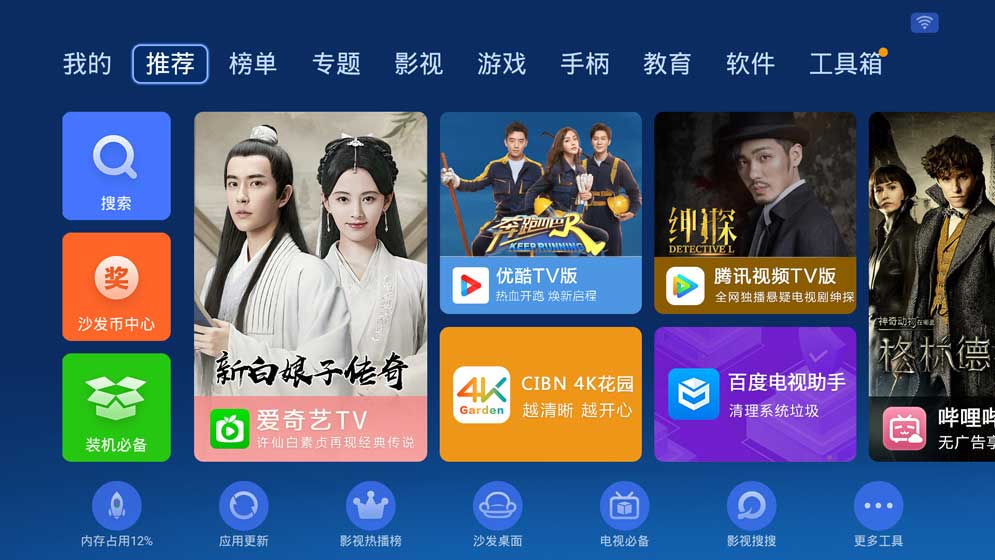 我的
推荐
榜单
专题
影视
游戏
手柄
教育
软件
工具箱
搜索
奖
沙发币中心
装机必备
新白娘子传奇
爱奇艺TV
许仙白素贞再现经典传说
奔跑吧R
KEEP RUNNING
优酷TV版
热血开跑 焕新启程
绅探
DETECTIVE L
腾讯视频TV版
全网独播悬疑电视剧绅探
4K
Garden
CIBN 4K花园
越清晰 越开心
百度电视助手
清理系统垃圾
神奇动物在哪里
格林德
哔哩哔
无广告享
内存占用12%
应用更新
影视热播榜
沙发桌面
电视必备
影视搜搜
更多工具